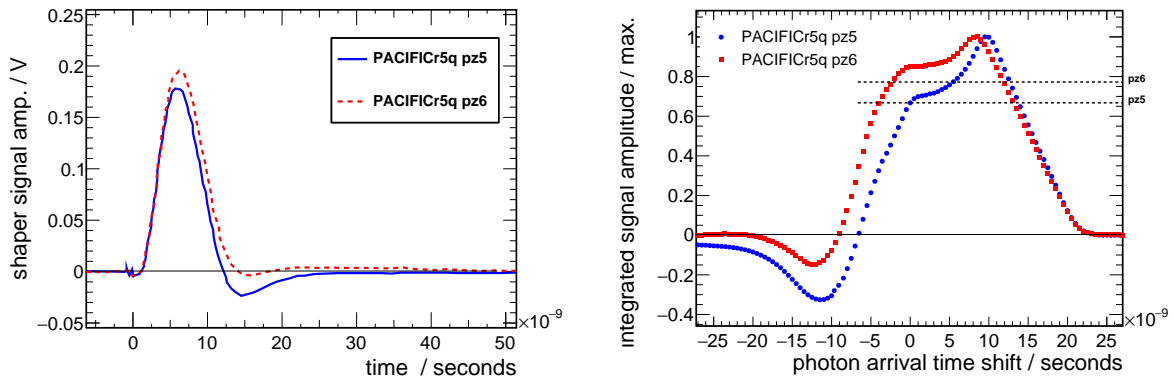 shaper signal amp. / V
0.25
0.2
0.15
0.1
0.05
0
−0.05
PACIFICr5q pz5
PACIFICr5q pz6
0 10 20 30 40 50
×10⁻⁹
time / seconds
integrated signal amplitude / max.
1
0.8
0.6
0.4
0.2
0
−0.2
−0.4
PACIFICr5q pz5
PACIFICr5q pz6
pz6
pz5
−25 −20 −15 −10 −5 0 5 10 15 20 25
×10⁻⁹
photon arrival time shift / seconds